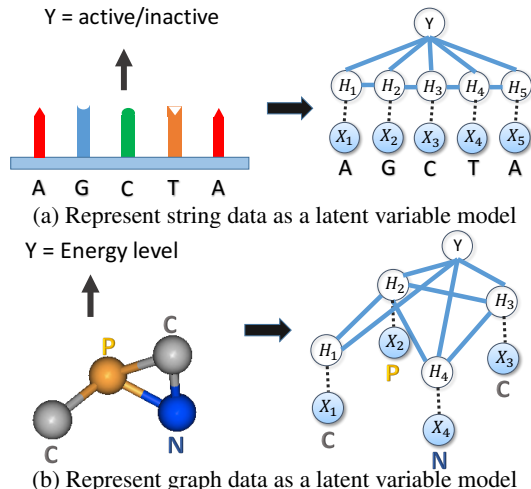 Y = active/inactive
Y
H1 H2 H3 H4 H5
X1 X2 X3 X4 X5
A G C T A
A G C T A
(a) Represent string data as a latent variable model
Y = Energy level
C
P
C
N
Y
H2
H3
H1
X2
H4
X3
P
C
X1
X4
C
N
(b) Represent graph data as a latent variable model